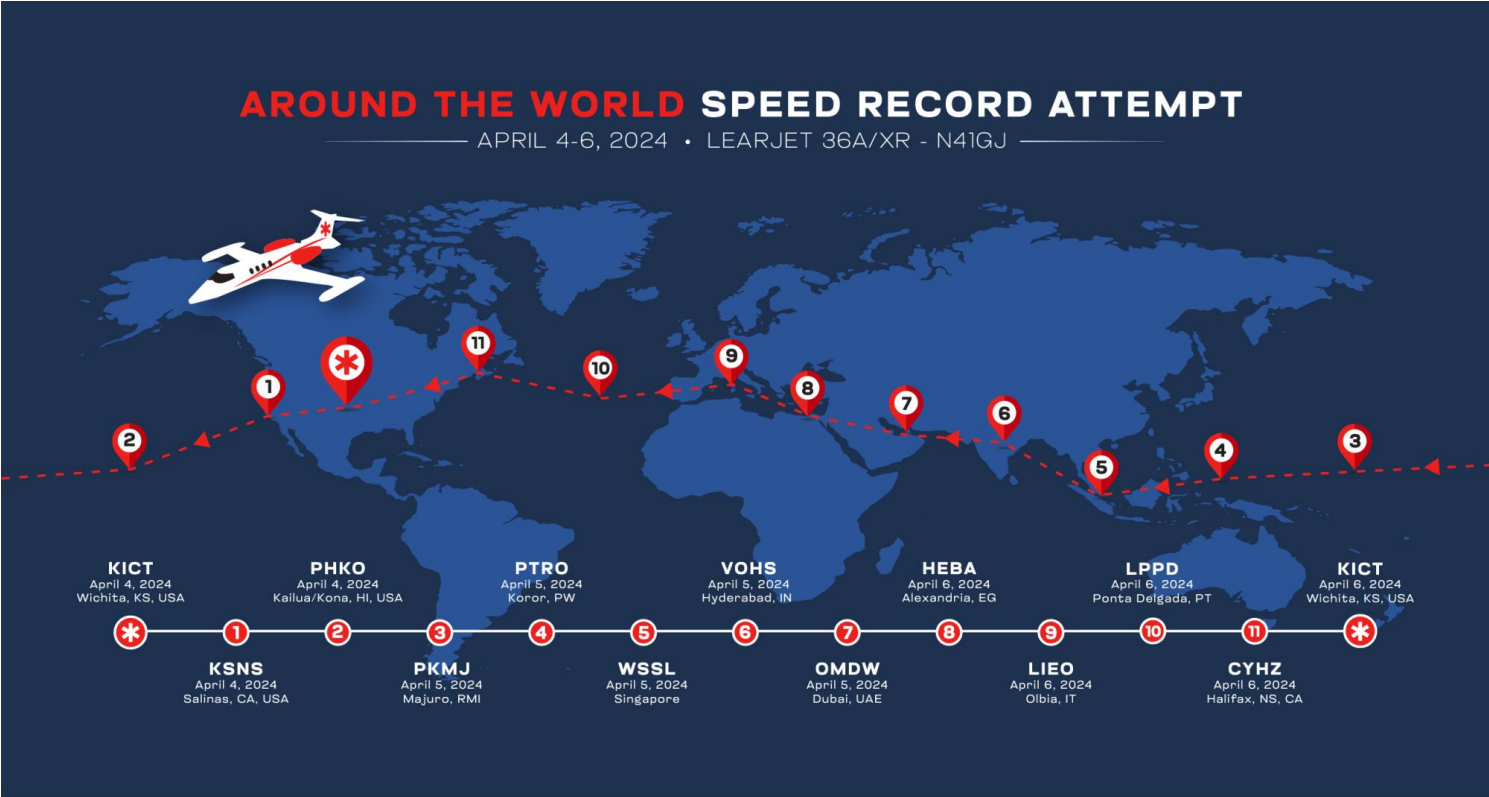 AROUND THE WORLD SPEED RECORD ATTEMPT
APRIL 4-6, 2024 • LEARJET 36A/XR - N41GJ
11
9
10
1
8
7
6
2
3
4
5
KICT
April 4, 2024
Wichita, KS, USA
PHKO
April 4, 2024
Kailua/Kona, HI, USA
PTRO
April 5, 2024
Koror, PW
VOHS
April 5, 2024
Hyderabad, IN
HEBA
April 6, 2024
Alexandria, EG
LPPD
April 6, 2024
Ponta Delgada, PT
KICT
April 6, 2024
Wichita, KS, USA
* 1 2 3 4 5 6 7 8 9 10 11 *
KSNS
April 4, 2024
Salinas, CA, USA
PKMJ
April 5, 2024
Majuro, RMI
WSSL
April 5, 2024
Singapore
OMDW
April 5, 2024
Dubai, UAE
LIEO
April 6, 2024
Olbia, IT
CYHZ
April 6, 2024
Halifax, NS, CA